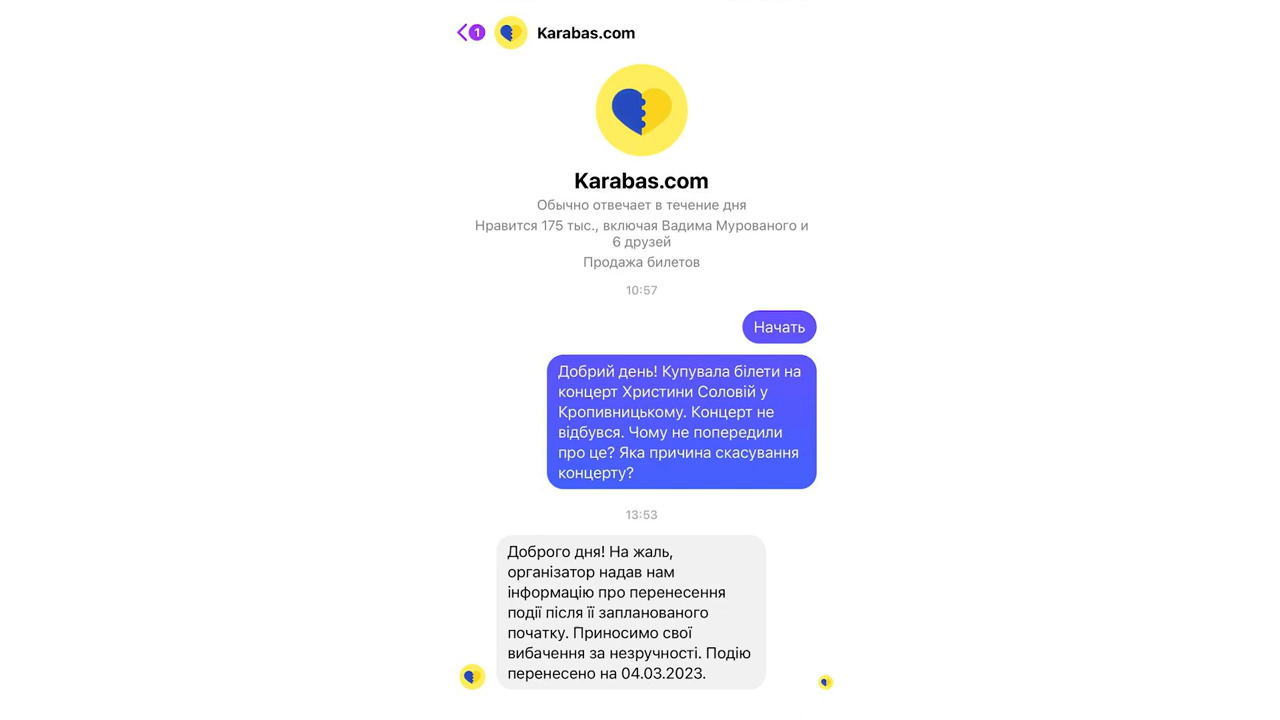 1
Karabas.com
Karabas.com
Обычно отвечает в течение дня
Нравится 175 тыс., включая Вадима Мурованого и
6 друзей
Продажа билетов
10:57
Начать
Добрий день! Купувала білети на
концерт Христини Соловій у
Кропивницькому. Концерт не
відбувся. Чому не попередили
про це? Яка причина скасування
концерту?
13:53
Доброго дня! На жаль,
організатор надав нам
інформацію про перенесення
події після її запланованого
початку. Приносимо свої
вибачення за незручності. Подію
перенесено на 04.03.2023.